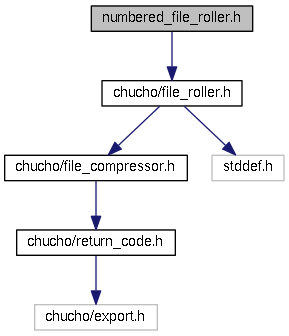 numbered_file_roller.h
chucho/file_roller.h
chucho/file_compressor.h
stddef.h
chucho/return_code.h
chucho/export.h